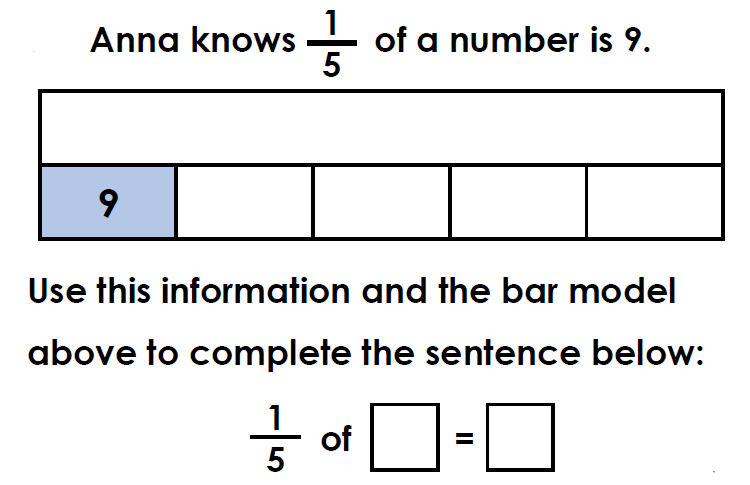 Anna knows 1/5 of a number is 9.
9
Use this information and the bar model
above to complete the sentence below:
1/5 of =